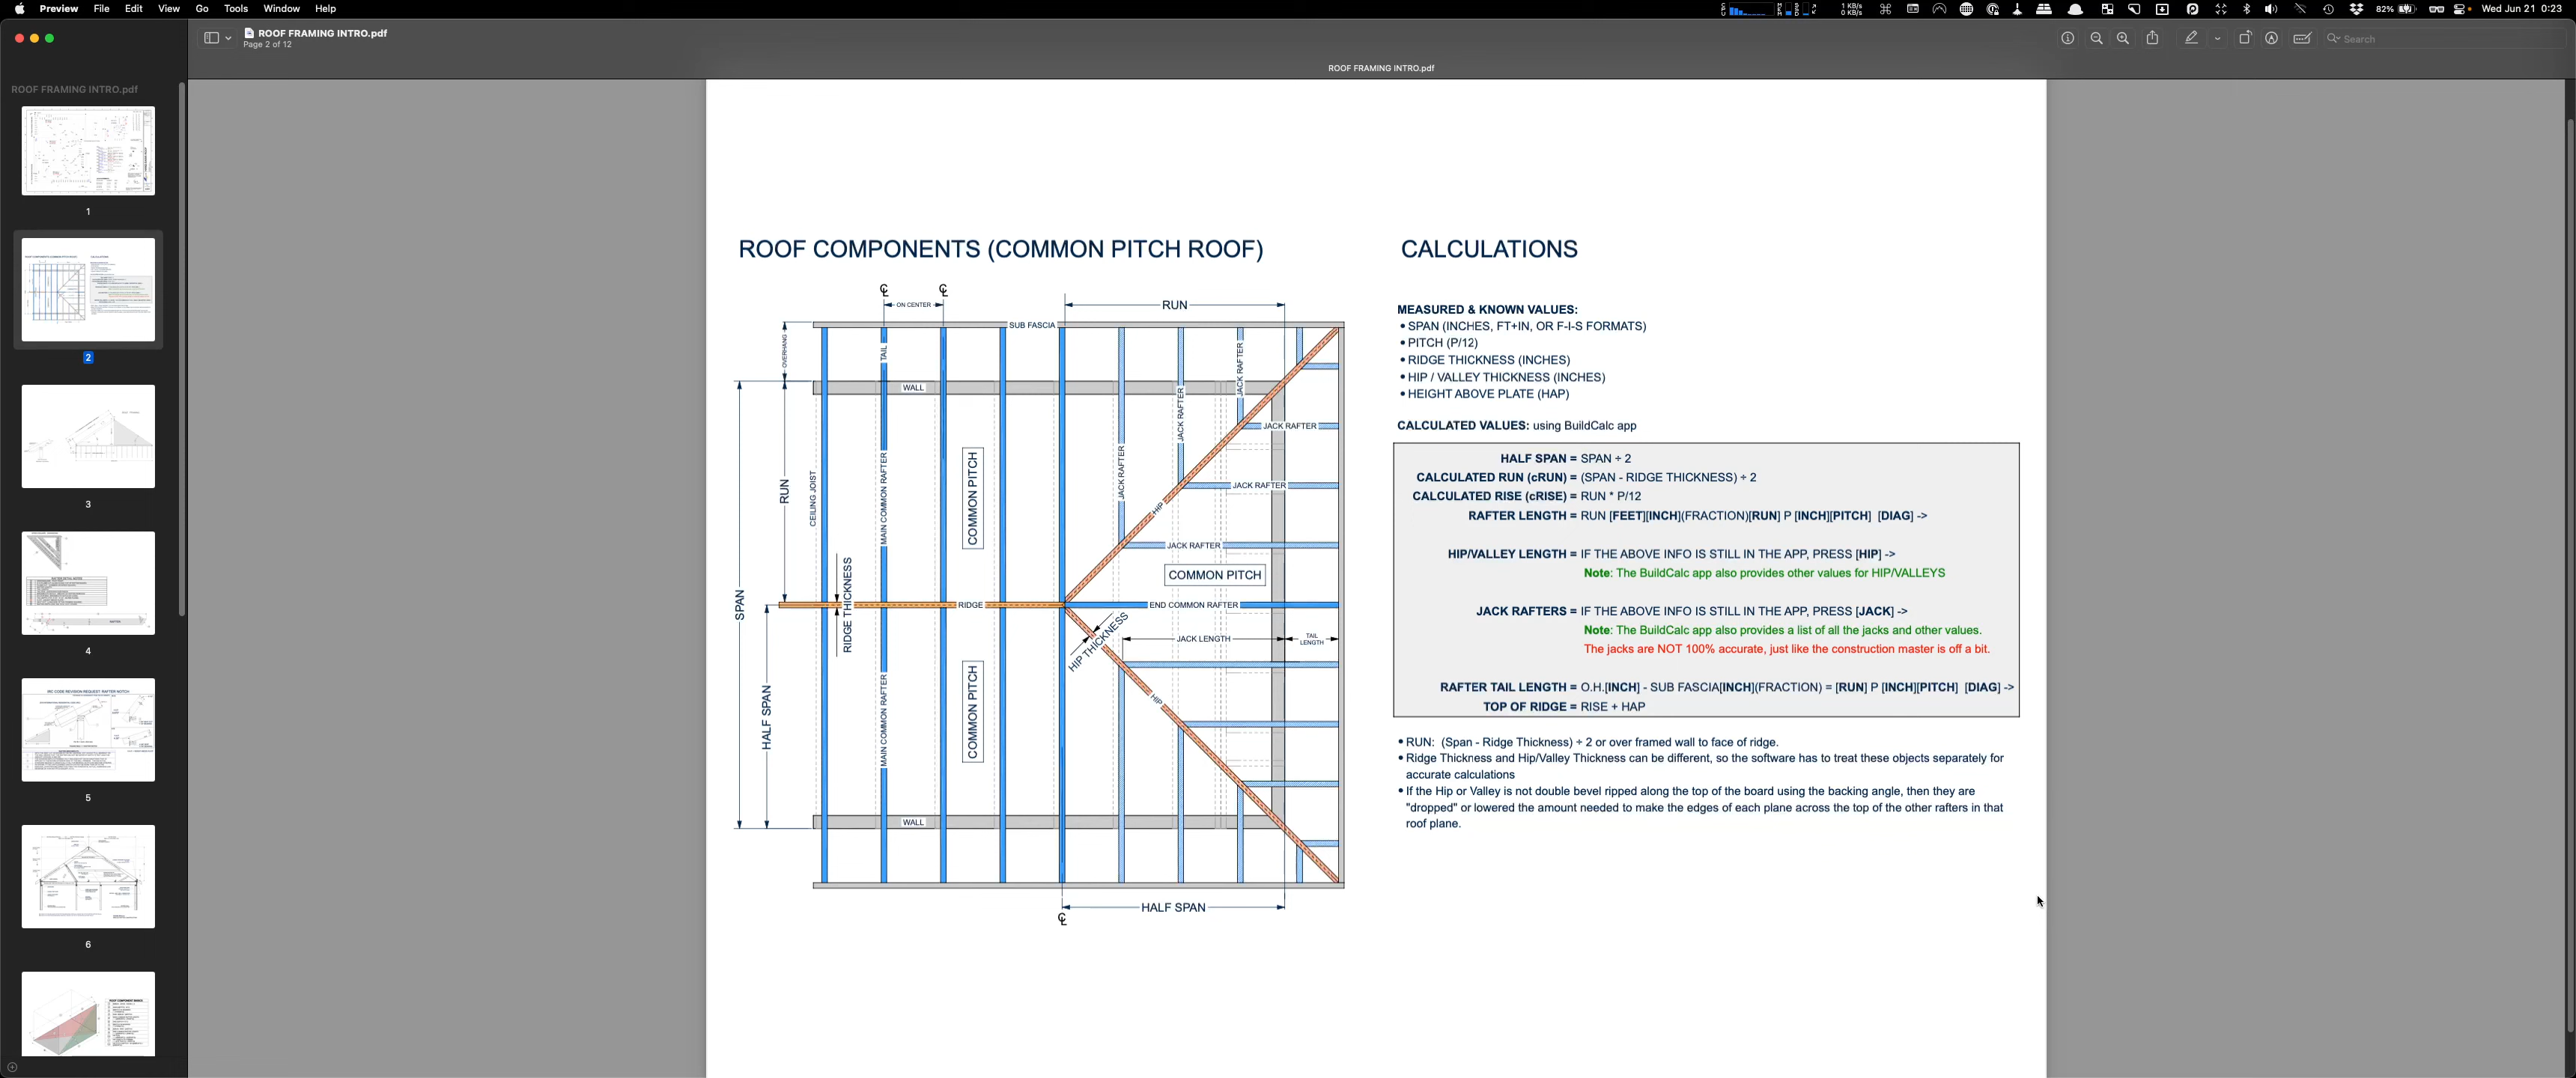 Preview File Edit View Go Tools Window Help
1 KB/s
0 KB/s
82%
Wed Jun 21 0:23
ROOF FRAMING INTRO.pdf
Page 2 of 12
Search
ROOF FRAMING INTRO.pdf
ROOF FRAMING INTRO.pdf
1
2
3
4
5
6
ROOF COMPONENTS (COMMON PITCH ROOF)
ON CENTER
RUN
SUB FASCIA
OVERHANG
TAIL
WALL
JACK RAFTER
JACK RAFTER
JACK RAFTER
JACK RAFTER
JACK RAFTER
JACK RAFTER
RUN
CEILING JOIST
MAIN COMMON RAFTER
COMMON PITCH
HIP
COMMON PITCH
SPAN
RIDGE THICKNESS
RIDGE
END COMMON RAFTER
HIP THICKNESS
JACK LENGTH
TAIL
LENGTH
HALF SPAN
MAIN COMMON RAFTER
COMMON PITCH
HIP
WALL
HALF SPAN
CALCULATIONS
MEASURED & KNOWN VALUES:
• SPAN (INCHES, FT+IN, OR F-I-S FORMATS)
• PITCH (P/12)
• RIDGE THICKNESS (INCHES)
• HIP / VALLEY THICKNESS (INCHES)
• HEIGHT ABOVE PLATE (HAP)
CALCULATED VALUES: using BuildCalc app
HALF SPAN = SPAN ÷ 2
CALCULATED RUN (cRUN) = (SPAN - RIDGE THICKNESS) ÷ 2
CALCULATED RISE (cRISE) = RUN * P/12
RAFTER LENGTH = RUN [FEET][INCH](FRACTION)[RUN] P [INCH][PITCH] [DIAG] ->
HIP/VALLEY LENGTH = IF THE ABOVE INFO IS STILL IN THE APP, PRESS [HIP] ->
Note: The BuildCalc app also provides other values for HIP/VALLEYS
JACK RAFTERS = IF THE ABOVE INFO IS STILL IN THE APP, PRESS [JACK] ->
Note: The BuildCalc app also provides a list of all the jacks and other values.
The jacks are NOT 100% accurate, just like the construction master is off a bit.
RAFTER TAIL LENGTH = O.H.[INCH] - SUB FASCIA[INCH](FRACTION) = [RUN] P [INCH][PITCH] [DIAG] ->
TOP OF RIDGE = RISE + HAP
• RUN: (Span - Ridge Thickness) ÷ 2 or over framed wall to face of ridge.
• Ridge Thickness and Hip/Valley Thickness can be different, so the software has to treat these objects separately for
accurate calculations
• If the Hip or Valley is not double bevel ripped along the top of the board using the backing angle, then they are
"dropped" or lowered the amount needed to make the edges of each plane across the top of the other rafters in that
roof plane.